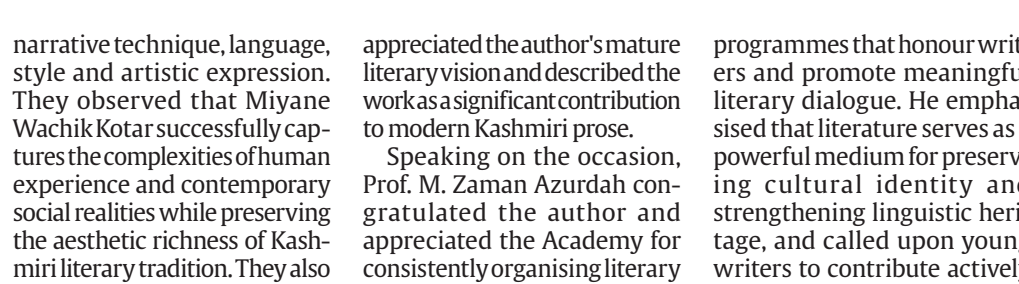 narrative technique, language,
style and artistic expression.
They observed that Miyane
Wachik Kotar successfully cap-
tures the complexities of human
experience and contemporary
social realities while preserving
the aesthetic richness of Kash-
miri literary tradition. They also
appreciated the author's mature
literary vision and described the
work as a significant contribution
to modern Kashmiri prose.
Speaking on the occasion,
Prof. M. Zaman Azurdah con-
gratulated the author and
appreciated the Academy for
consistently organising literary
programmes that honour writ
ers and promote meaningfu
literary dialogue. He empha
sised that literature serves as
powerful medium for preserv
ing cultural identity and
strengthening linguistic heri
tage, and called upon young
writers to contribute actively